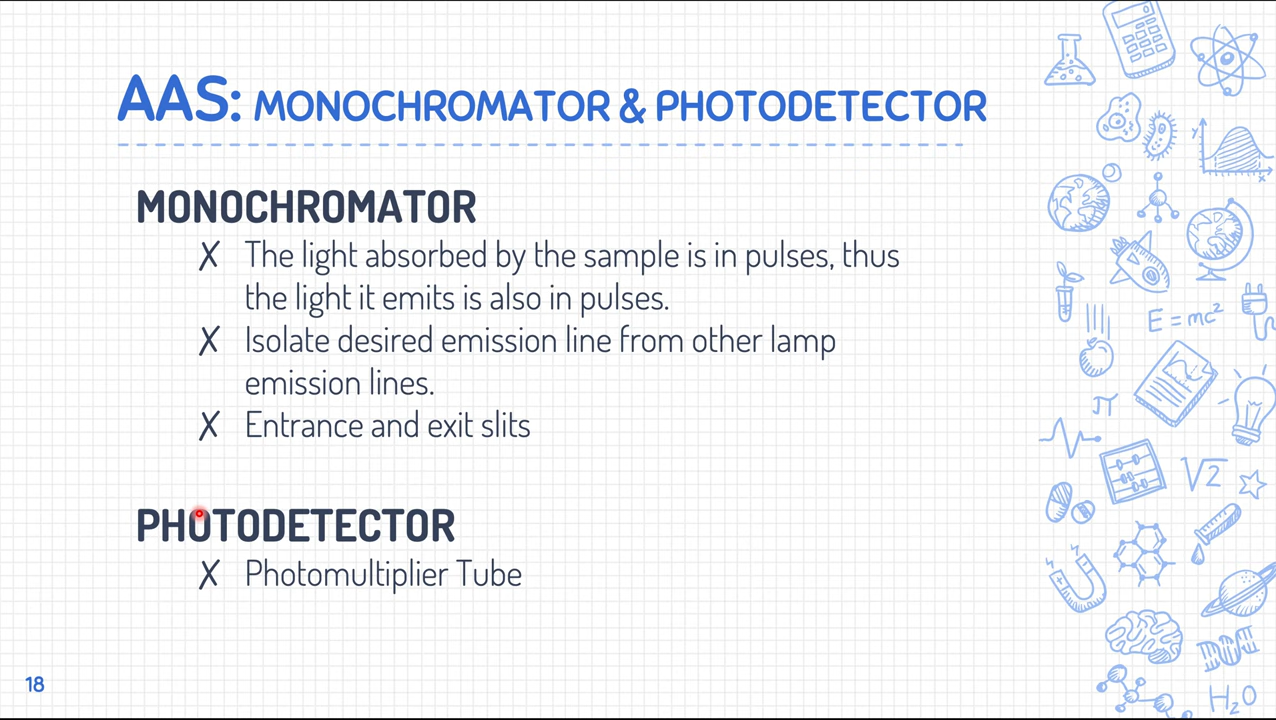 AAS: MONOCHROMATOR & PHOTODETECTOR
MONOCHROMATOR
X The light absorbed by the sample is in pulses, thus
the light it emits is also in pulses.
X Isolate desired emission line from other lamp
emission lines.
X Entrance and exit slits
PHOTODETECTOR
X Photomultiplier Tube
18
Y
X
E = mc²
π
√2
H₂O